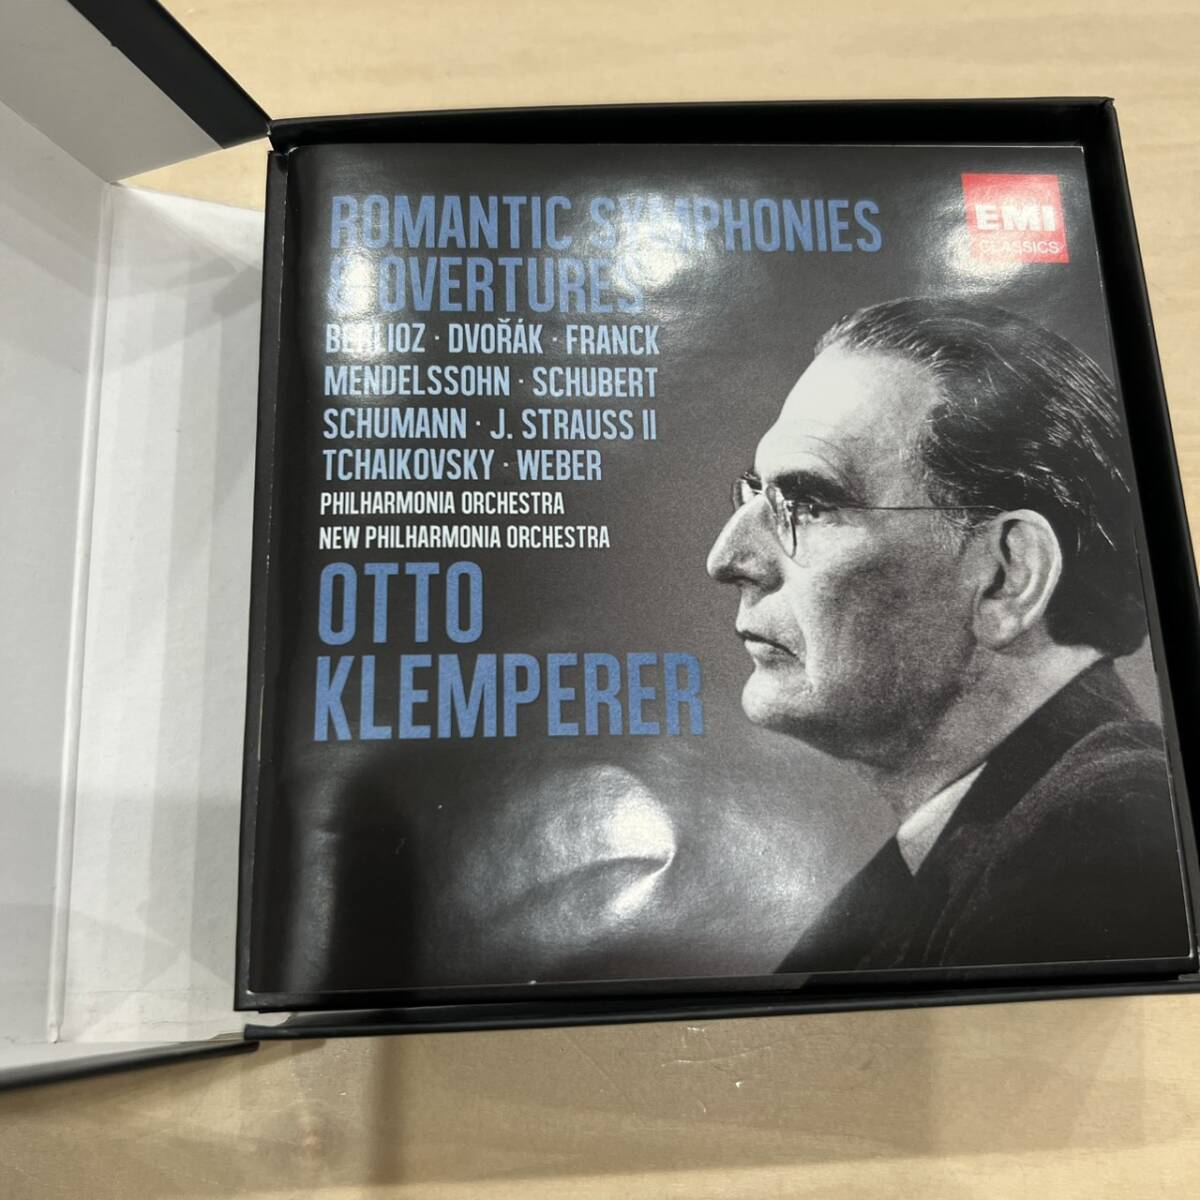 ROMANTIC SYMPHONIES
& OVERTURES
BERLIOZ · DVOŘÁK · FRANCK
MENDELSSOHN · SCHUBERT
SCHUMANN · J. STRAUSS II
TCHAIKOVSKY · WEBER
PHILHARMONIA ORCHESTRA
NEW PHILHARMONIA ORCHESTRA
OTTO
KLEMPERER
EMI
CLASSICS